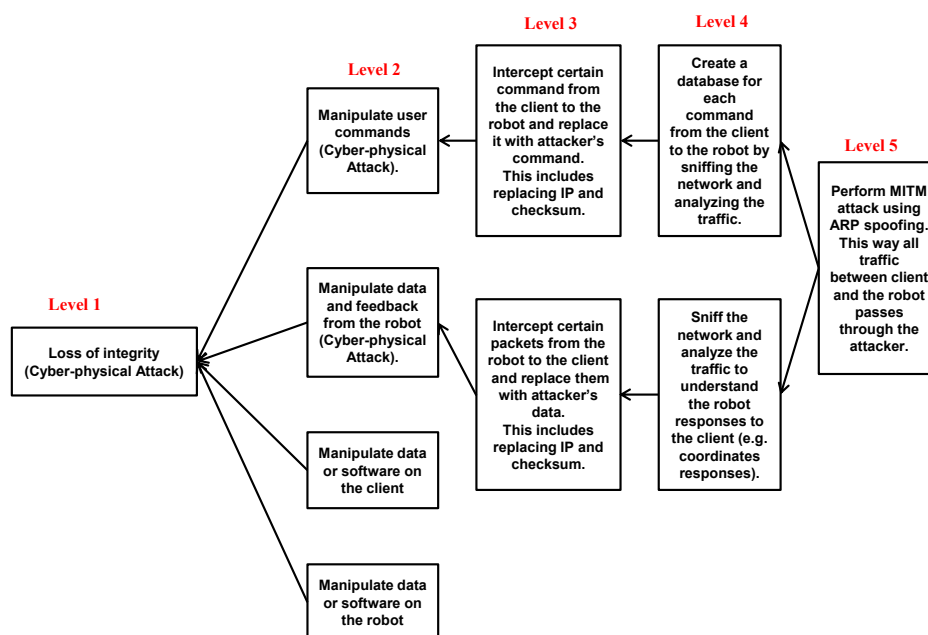 Level 1
Loss of integrity
(Cyber-physical Attack)
Level 2
Manipulate user
commands
(Cyber-physical
Attack).
Manipulate data
and feedback
from the robot
(Cyber-physical
Attack).
Manipulate data
or software on
the client
Manipulate data
or software on
the robot
Level 3
Intercept certain
command from
the client to the
robot and replace
it with attacker's
command.
This includes
replacing IP and
checksum.
Intercept certain
packets from the
robot to the client
and replace them
with attacker's
data.
This includes
replacing IP and
checksum.
Level 4
Create a
database for
each
command
from the client
to the robot by
sniffing the
network and
analyzing the
traffic.
Sniff the
network and
analyze the
traffic to
understand
the robot
responses to
the client (e.g.
coordinates
responses).
Level 5
Perform MITM
attack using
ARP spoofing.
This way all
traffic
between client
and the robot
passes
through the
attacker.